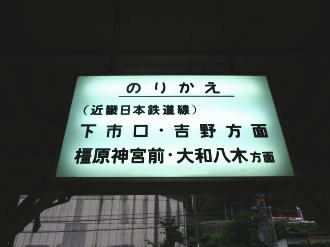 のりかえ
(近畿日本鉄道線)
下市口・吉野方面
橿原神宮前・大和八木方面